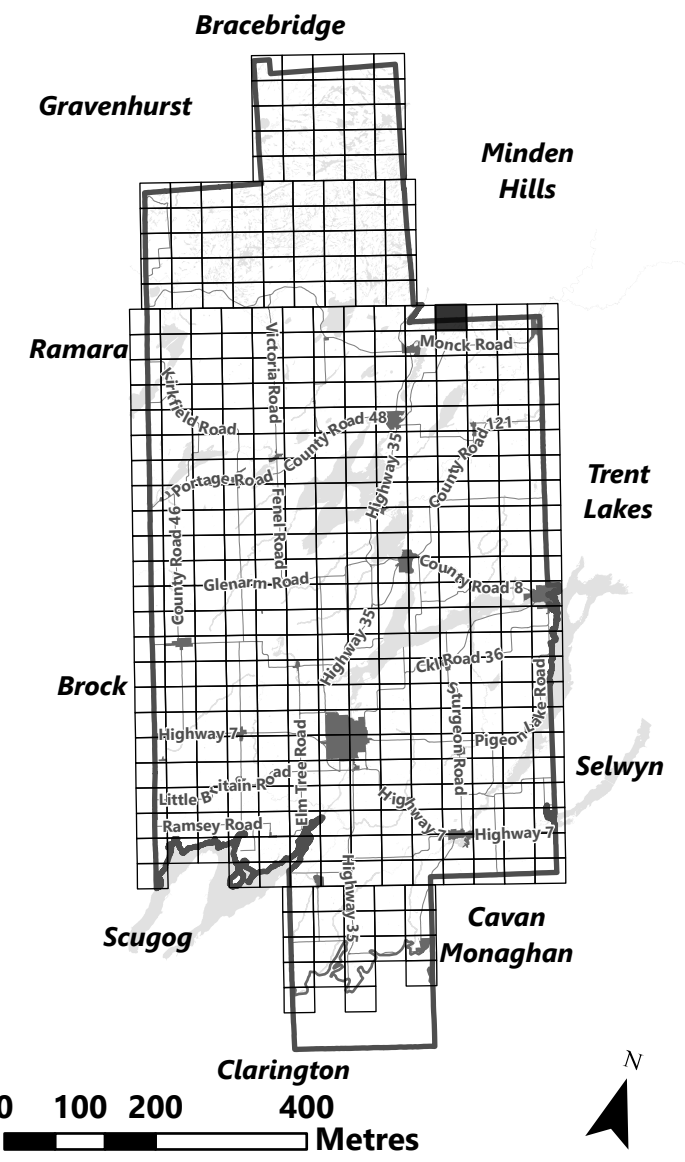 Bracebridge
Gravenhurst
Minden
Hills
Ramara
Monck Road
Victoria Road
Kirkfield Road
County Road 48
Highway 35
County Road 121
Portage Road
Trent
Lakes
County Road 46
Fenel Road
Glenarm Road
County Road 8
Highway 35
Ckl Road 36
Brock
Sturgeon Road
Pigeon Lake Road
Highway 7
Elm Tree Road
Selwyn
Little Britain Road
Highway 7
Ramsey Road
Highway 7
Highway 35
Scugog
Cavan
Monaghan
Clarington
N
0 100 200 400
Metres